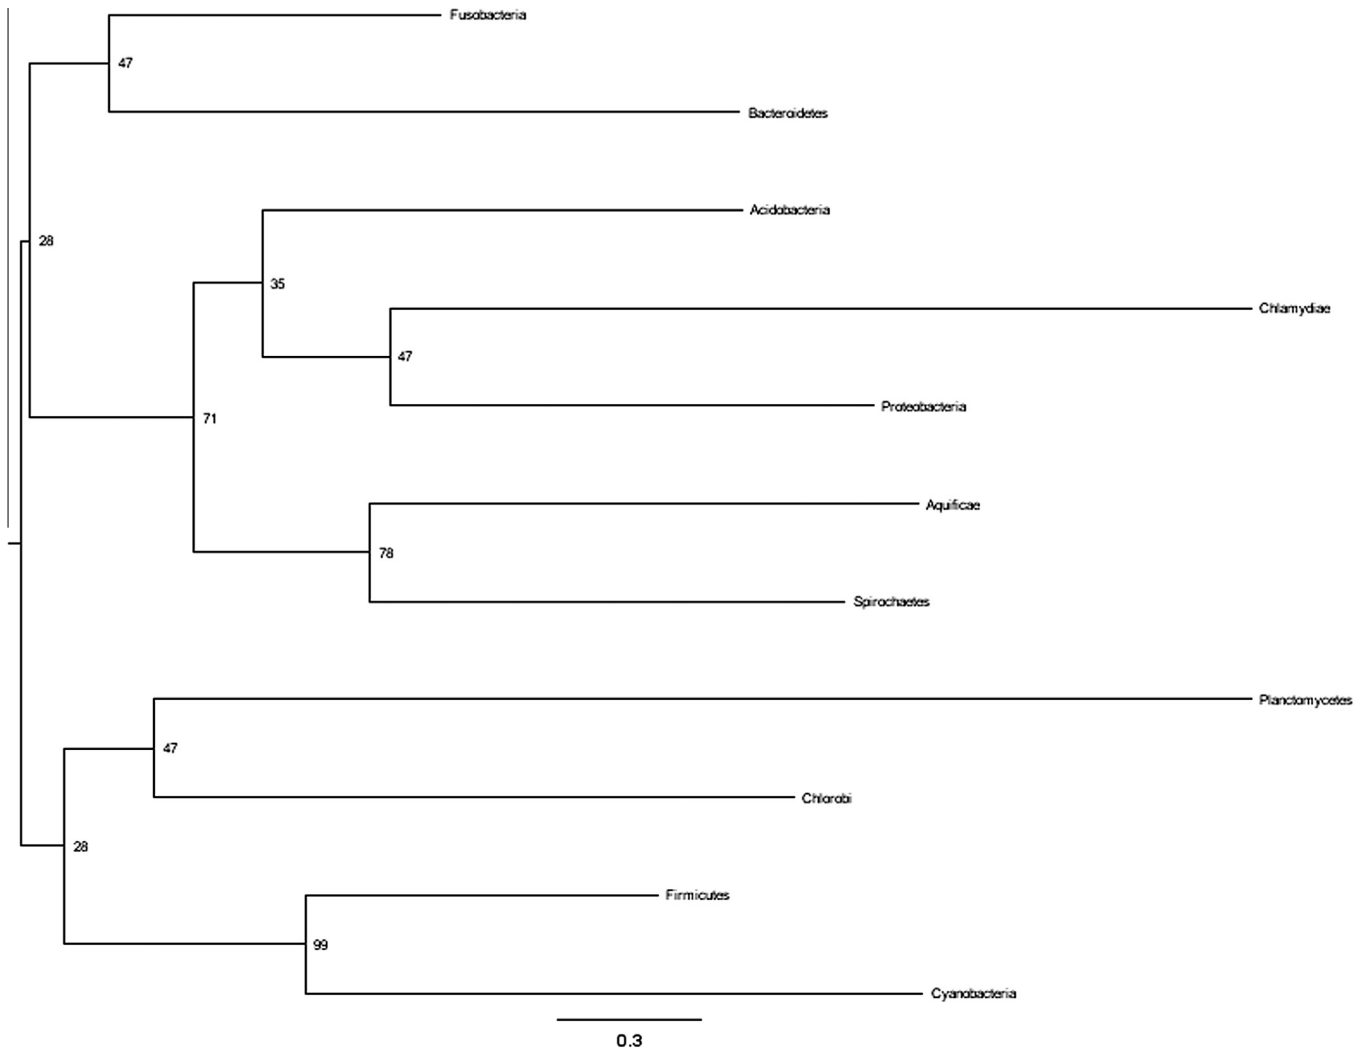 Fusobacteria
47
Bacteroidetes
Acidobacteria
28
35
Chlamydiae
47
Proteobacteria
71
Aquificae
78
Spirochaetes
Planctomycetes
47
Chlorobi
28
Firmicutes
99
Cyanobacteria
0.3